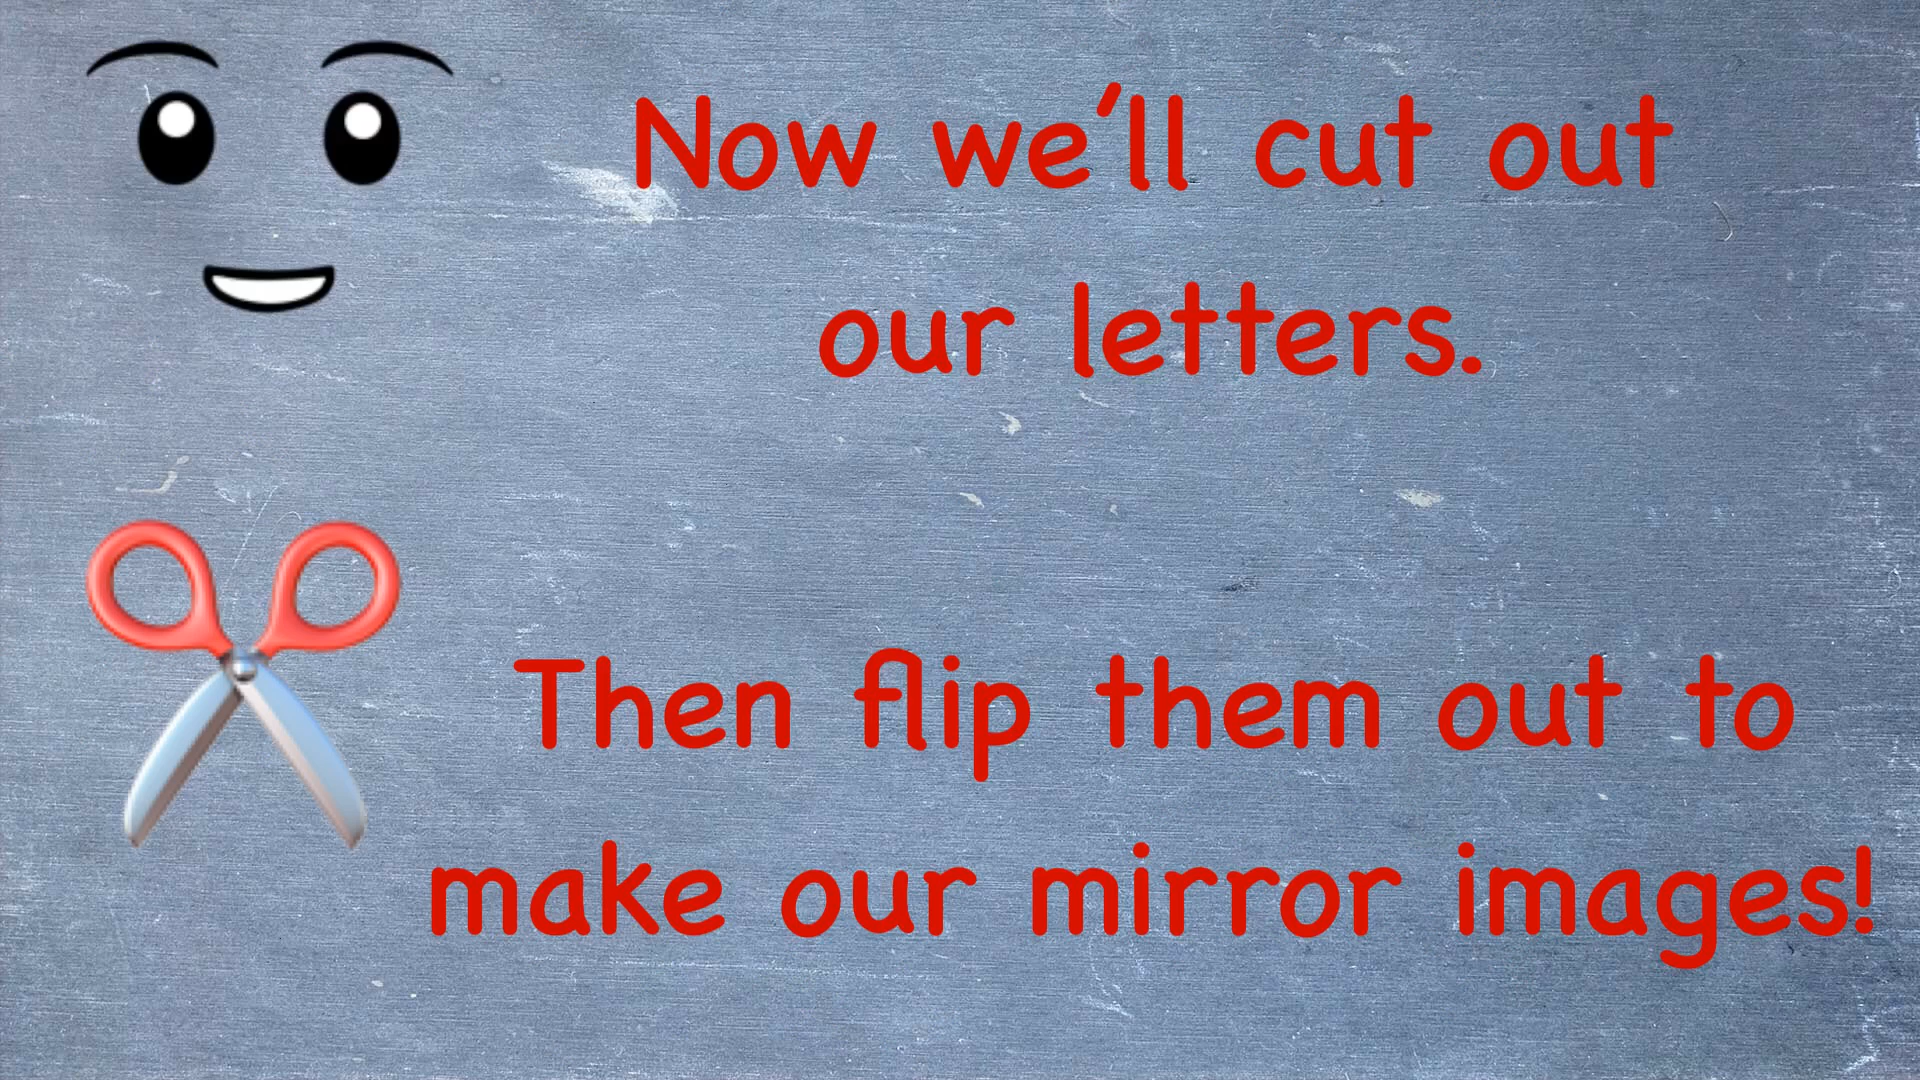 Now we'll cut out
our letters.
Then flip them out to
make our mirror images!